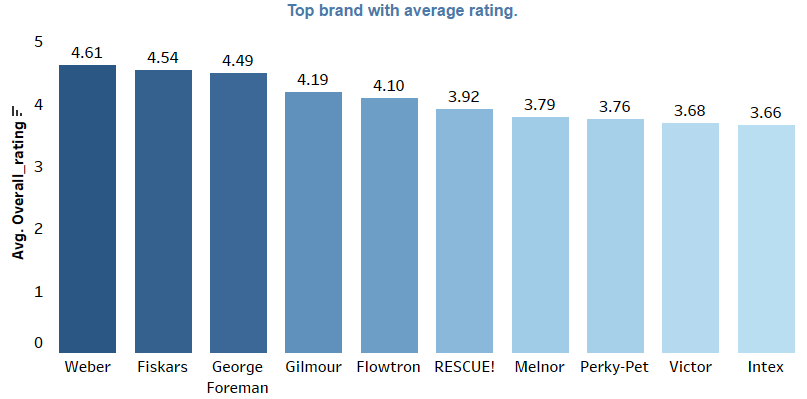 Top brand with average rating.
5
4
3
2
1
0
Avg. Overall_rating
4.61
4.54
4.49
4.19
4.10
3.92
3.79
3.76
3.68
3.66
Weber
Fiskars
George
Foreman
Gilmour
Flowtron
RESCUE!
Melnor
Perky-Pet
Victor
Intex